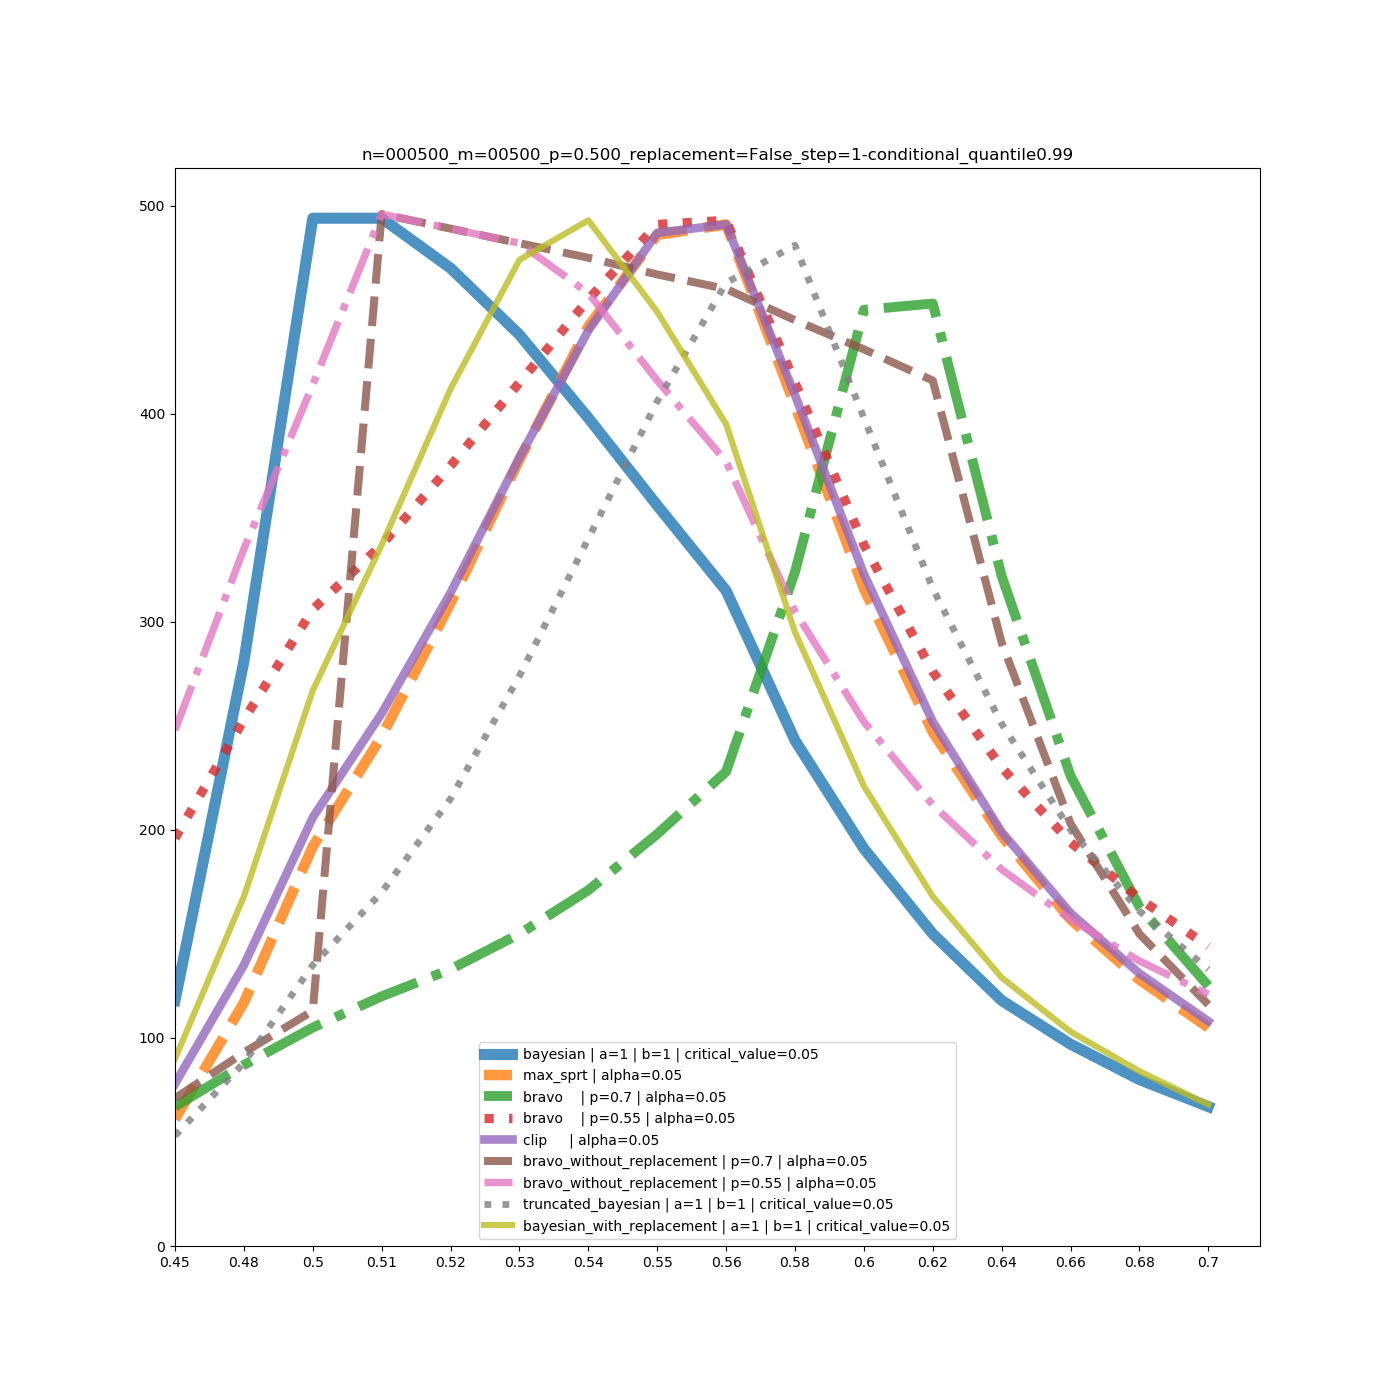 n=000500_m=00500_p=0.500_replacement=False_step=1-conditional_quantile0.99
500
400
300
200
100
0
bayesian | a=1 | b=1 | critical_value=0.05
max_sprt | alpha=0.05
bravo    | p=0.7 | alpha=0.05
bravo    | p=0.55 | alpha=0.05
clip     | alpha=0.05
bravo_without_replacement | p=0.7 | alpha=0.05
bravo_without_replacement | p=0.55 | alpha=0.05
truncated_bayesian | a=1 | b=1 | critical_value=0.05
bayesian_with_replacement | a=1 | b=1 | critical_value=0.05
0.45 0.48 0.5 0.51 0.52 0.53 0.54 0.55 0.56 0.58 0.6 0.62 0.64 0.66 0.68 0.7